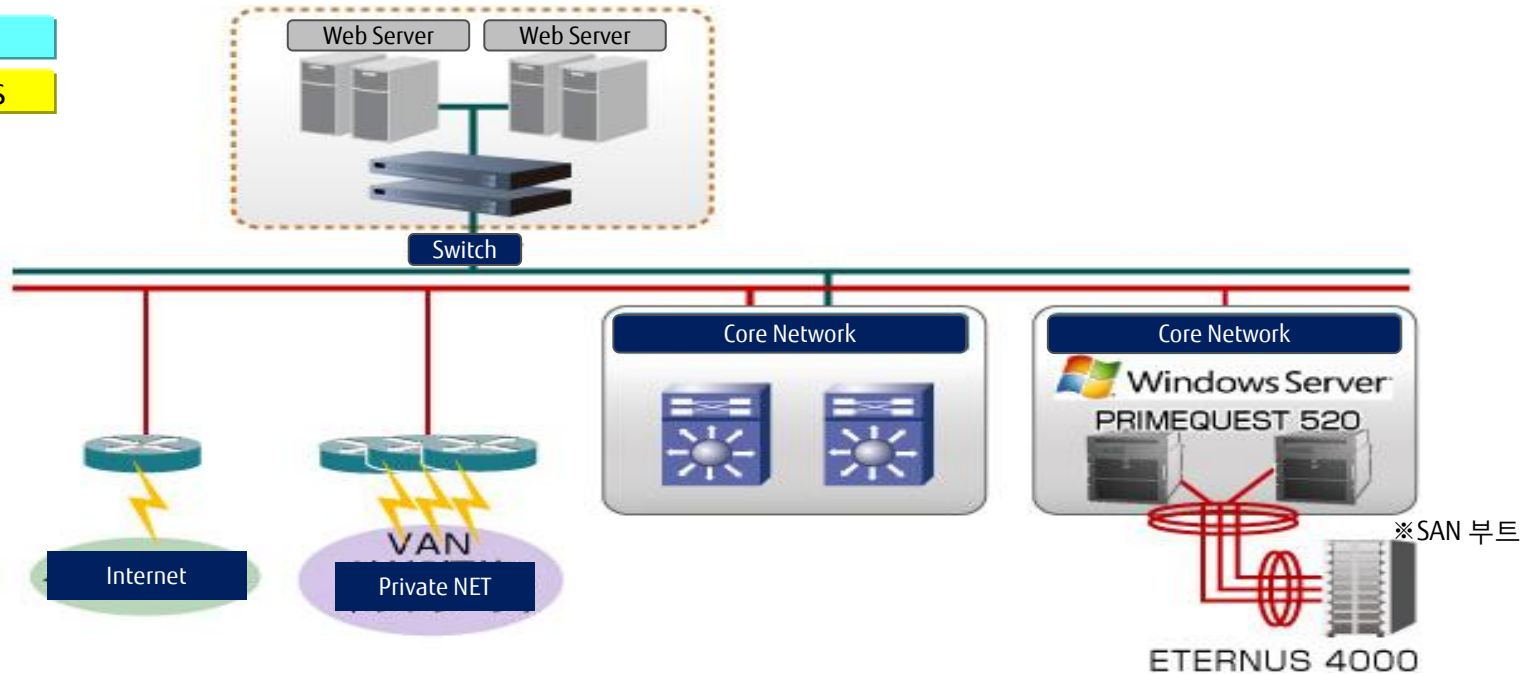 Web Server
Web Server
S
Switch
Core Network
Core Network
Windows Server
PRIMEQUEST 520
VAN
Internet
Private NET
※SAN 부트
ETERNUS 4000